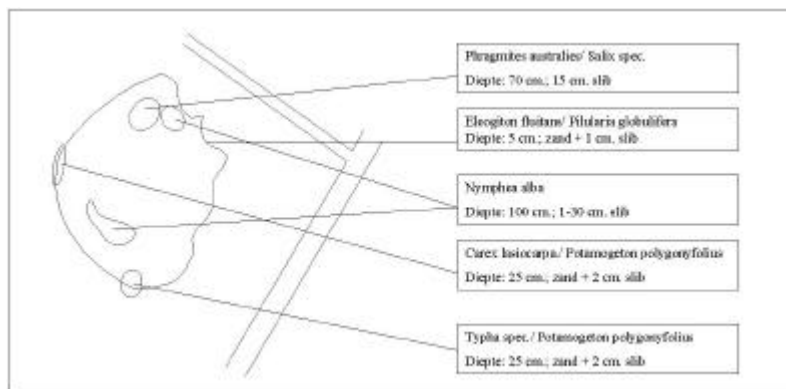 Phragmites australies/ Salix spec.
Diepte: 70 cm.; 15 cm. slib
Eleogiton fluitans/ Pilularia globulifera
Diepte: 5 cm.; zand + 1 cm. slib
Nymphea alba
Diepte: 100 cm.; 1-30 cm. slib
Carex lasiocarpa./ Potamogeton polygonyfolius
Diepte: 25 cm.; zand + 2 cm. slib
Typha spec./ Potamogeton polygonyfolius
Diepte: 25 cm.; zand + 2 cm. slib